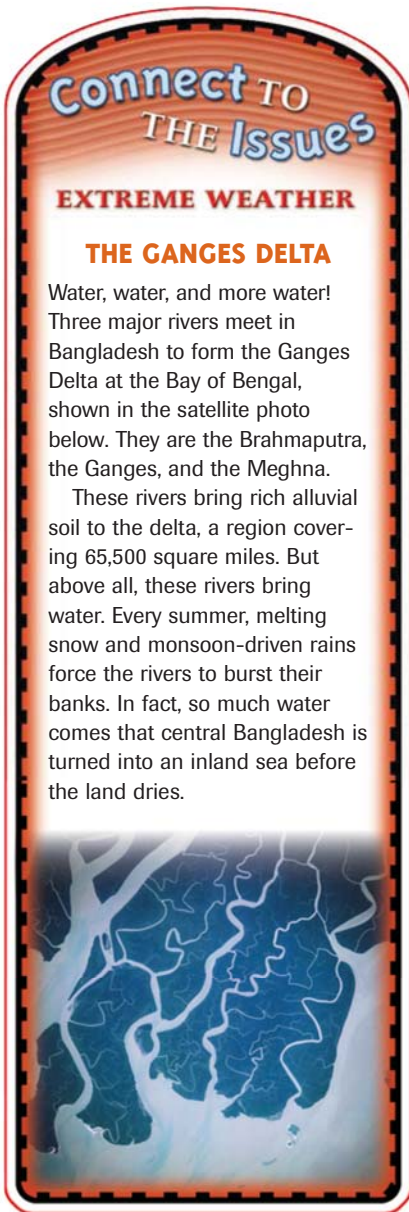 Connect TO
THE Issues
EXTREME WEATHER
THE GANGES DELTA
Water, water, and more water!
Three major rivers meet in
Bangladesh to form the Ganges
Delta at the Bay of Bengal,
shown in the satellite photo
below. They are the Brahmaputra,
the Ganges, and the Meghna.
These rivers bring rich alluvial
soil to the delta, a region cover-
ing 65,500 square miles. But
above all, these rivers bring
water. Every summer, melting
snow and monsoon-driven rains
force the rivers to burst their
banks. In fact, so much water
comes that central Bangladesh is
turned into an inland sea before
the land dries.